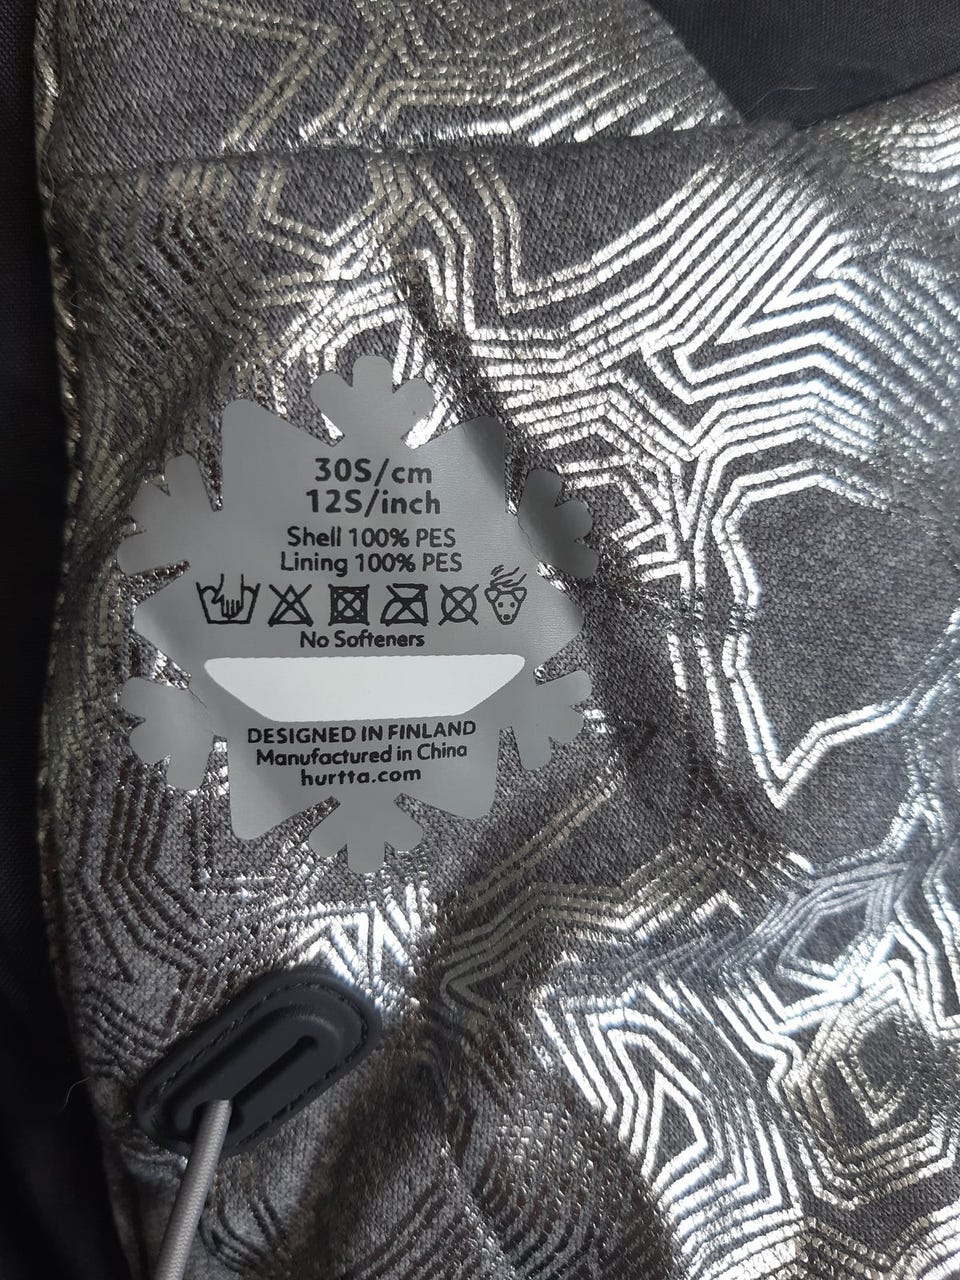 30S/cm
12S/inch
Shell 100% PES
Lining 100% PES
No Softeners
DESIGNED IN FINLAND
Manufactured in China
hurtta.com